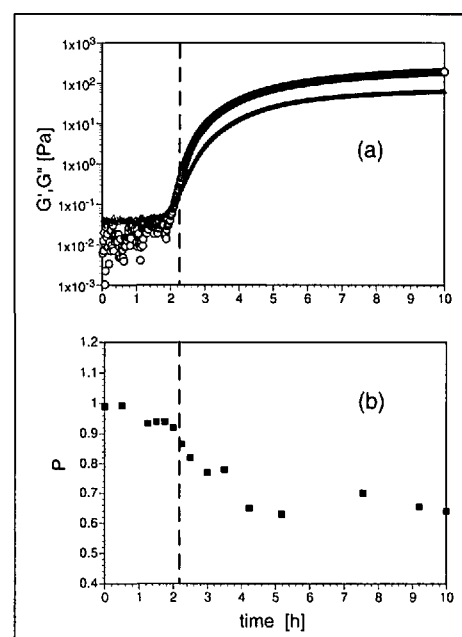 1x10³
1x10²
1x10¹
1x10⁰
1x10⁻¹
1x10⁻²
1x10⁻³
G',G" [Pa]
(a)
0 1 2 3 4 5 6 7 8 9 10
1.2
1.1
1
0.9
0.8
0.7
0.6
0.5
0.4
P
(b)
0 1 2 3 4 5 6 7 8 9 10
time [h]